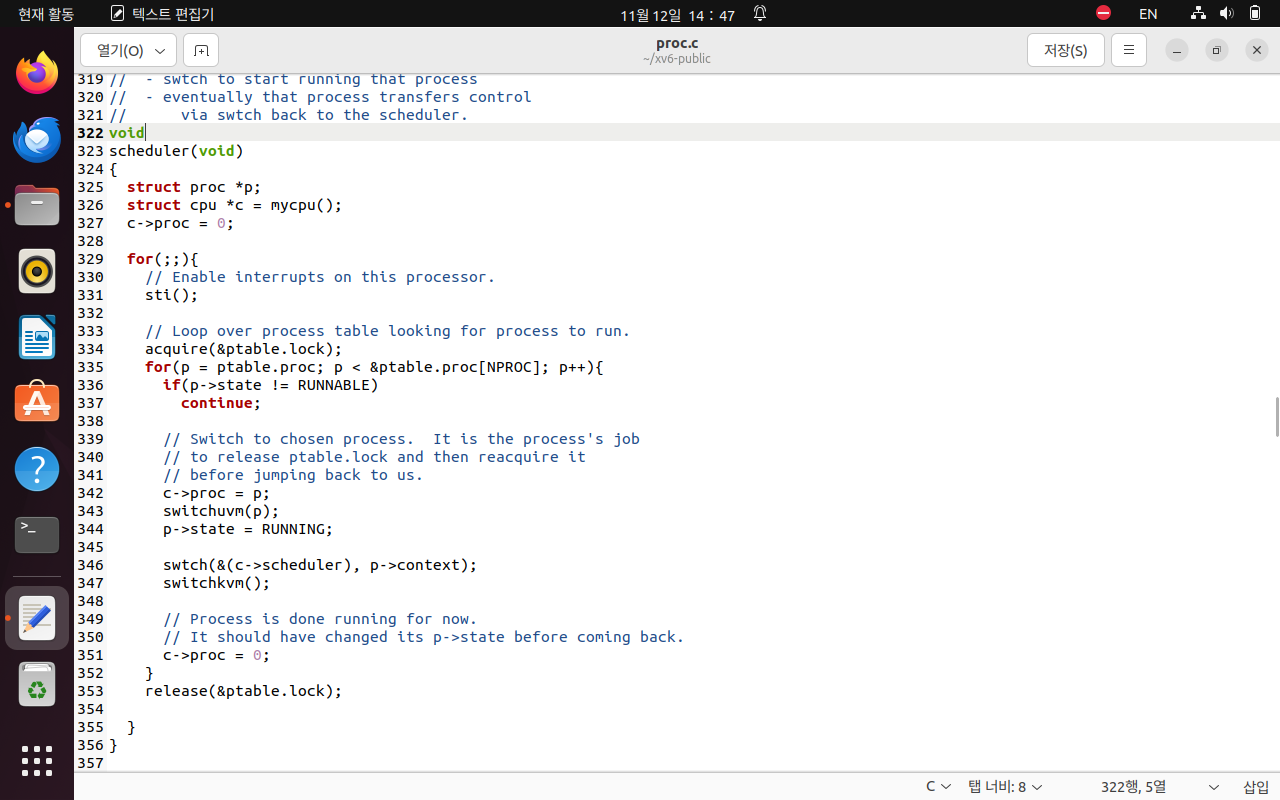 현재 활동
텍스트 편집기
11월 12일 14：47
EN
열기(O)
proc.c
~/xv6-public
저장(S)
319 //  - swtch to start running that process
320 //  - eventually that process transfers control
321 //      via swtch back to the scheduler.
322 void
323 scheduler(void)
324 {
325   struct proc *p;
326   struct cpu *c = mycpu();
327   c->proc = 0;
328
329   for(;;){
330     // Enable interrupts on this processor.
331     sti();
332
333     // Loop over process table looking for process to run.
334     acquire(&ptable.lock);
335     for(p = ptable.proc; p < &ptable.proc[NPROC]; p++){
336       if(p->state != RUNNABLE)
337         continue;
338
339       // Switch to chosen process.  It is the process's job
340       // to release ptable.lock and then reacquire it
341       // before jumping back to us.
342       c->proc = p;
343       switchuvm(p);
344       p->state = RUNNING;
345
346       swtch(&(c->scheduler), p->context);
347       switchkvm();
348
349       // Process is done running for now.
350       // It should have changed its p->state before coming back.
351       c->proc = 0;
352     }
353     release(&ptable.lock);
354
355   }
356 }
357
C
탭 너비: 8
322행, 5열
삽입